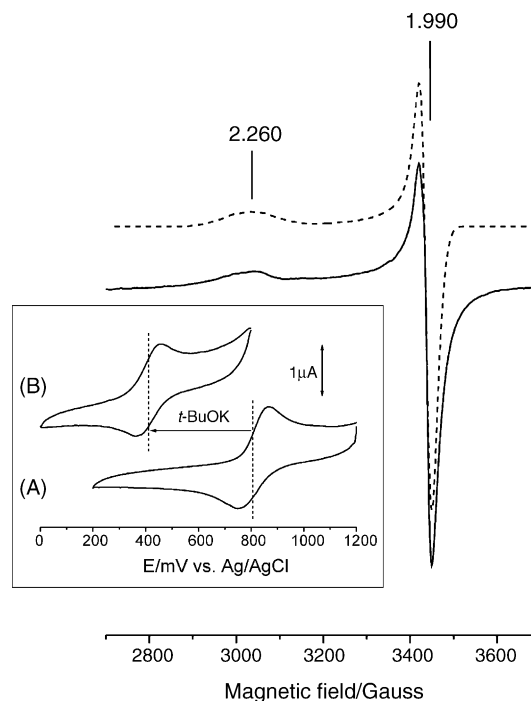 1.990
2.260
(B)
1μA
t-BuOK
(A)
0 200 400 600 800 1000 1200
E/mV vs. Ag/AgCl
2800 3000 3200 3400 3600
Magnetic field/Gauss